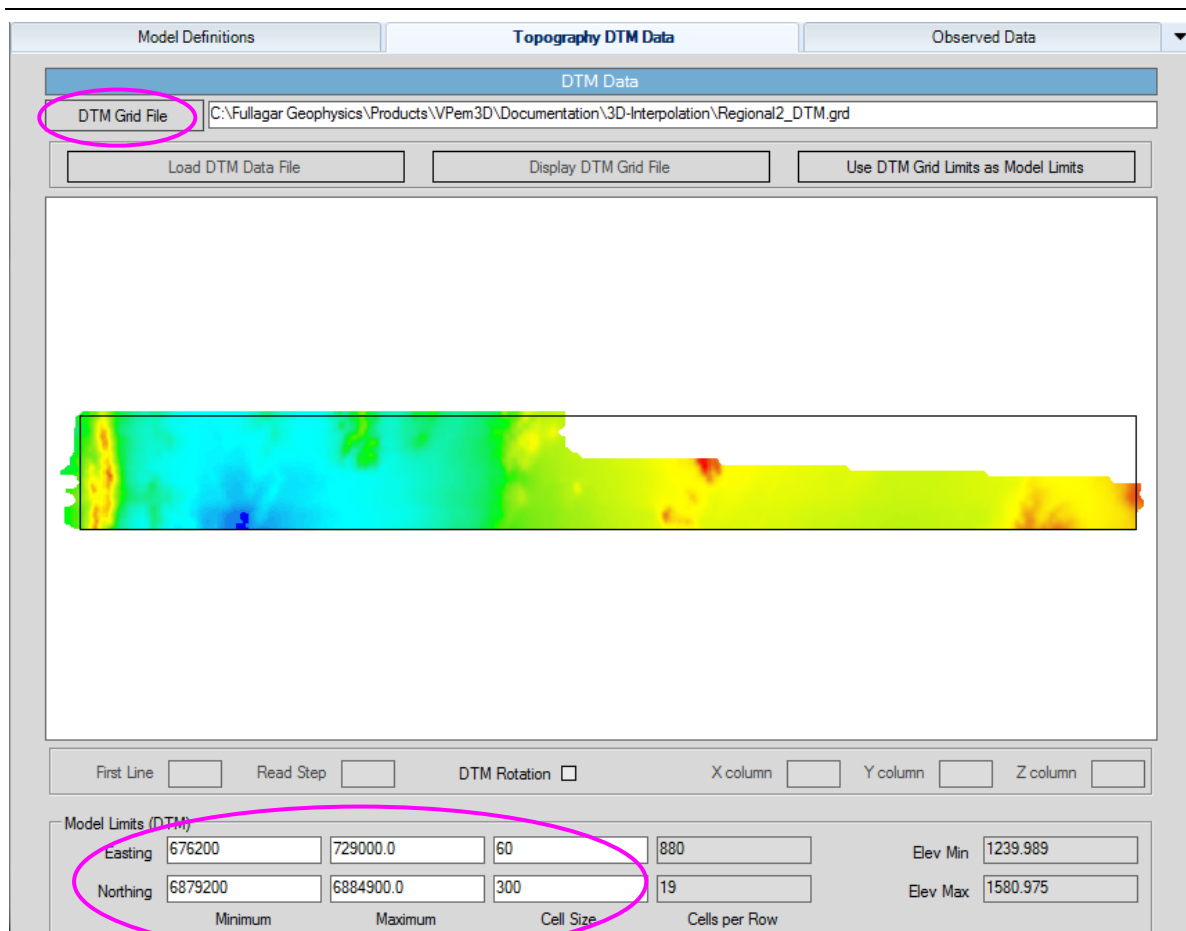 Model Definitions Topography DTM Data Observed Data
DTM Data
DTM Grid File C:\Fullagar Geophysics\Products\VPem3D\Documentation\3D-Interpolation\Regional2_DTM.grd
Load DTM Data File Display DTM Grid File Use DTM Grid Limits as Model Limits
First Line Read Step DTM Rotation X column Y column Z column
Model Limits (DTM)
Easting 676200 729000.0 60 880 Elev Min 1239.989
Northing 6879200 6884900.0 300 19 Elev Max 1580.975
Minimum Maximum Cell Size Cells per Row